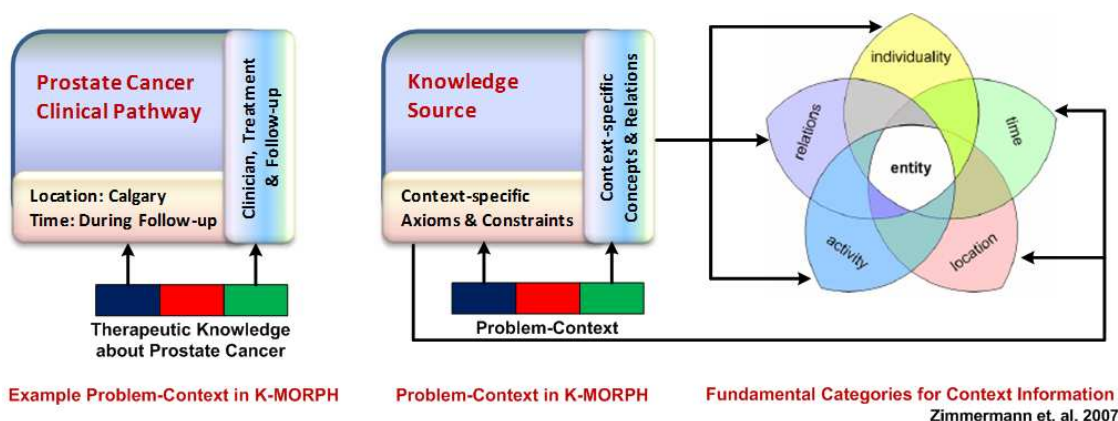 Prostate Cancer
Clinical Pathway
Clinician, Treatment
& Follow-up
Location: Calgary
Time: During Follow-up
Therapeutic Knowledge
about Prostate Cancer
Example Problem-Context in K-MORPH
Knowledge
Source
Context-specific
Concepts & Relations
Context-specific
Axioms & Constraints
Problem-Context
Problem-Context in K-MORPH
individuality
relations
time
entity
activity
location
Fundamental Categories for Context Information
Zimmermann et. al. 2007